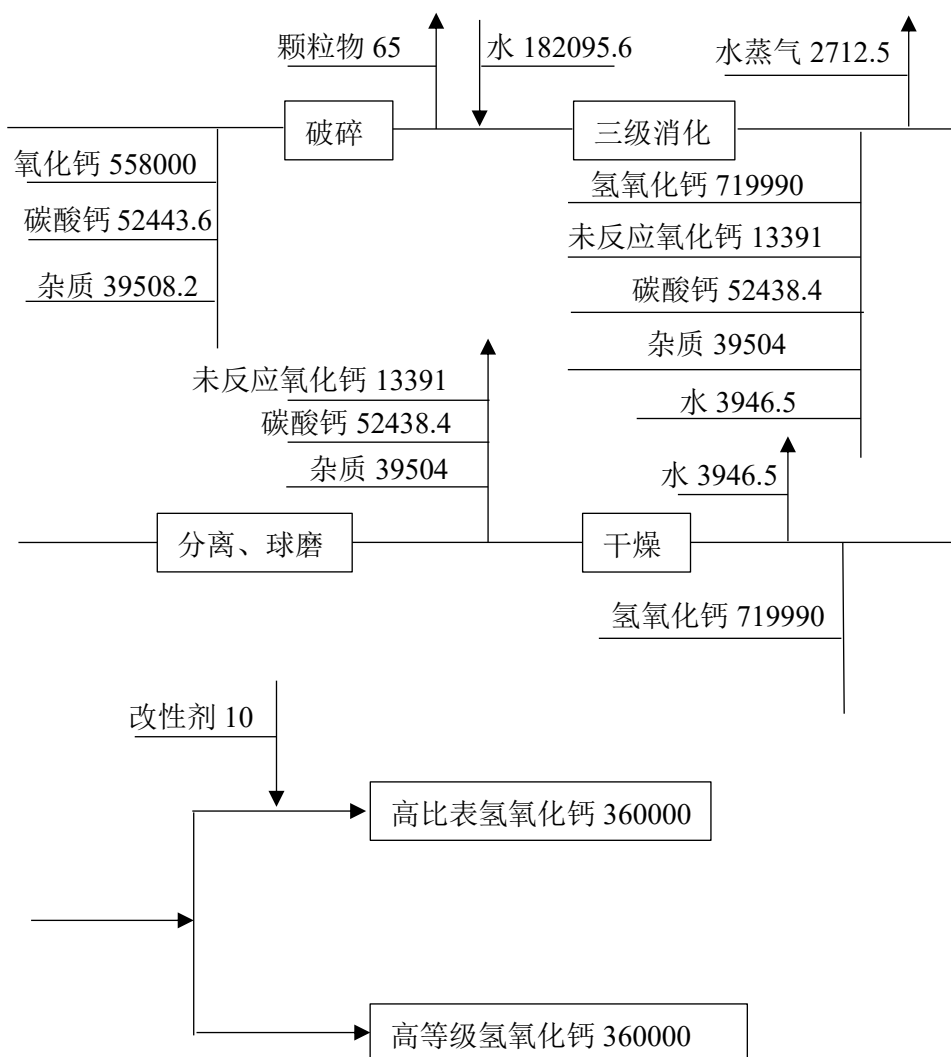 颗粒物 65
水 182095.6
水蒸气 2712.5
破碎
三级消化
氧化钙 558000
碳酸钙 52443.6
杂质 39508.2
氢氧化钙 719990
未反应氧化钙 13391
碳酸钙 52438.4
杂质 39504
水 3946.5
未反应氧化钙 13391
碳酸钙 52438.4
杂质 39504
水 3946.5
分离、球磨
干燥
氢氧化钙 719990
改性剂 10
高比表氢氧化钙 360000
高等级氢氧化钙 360000